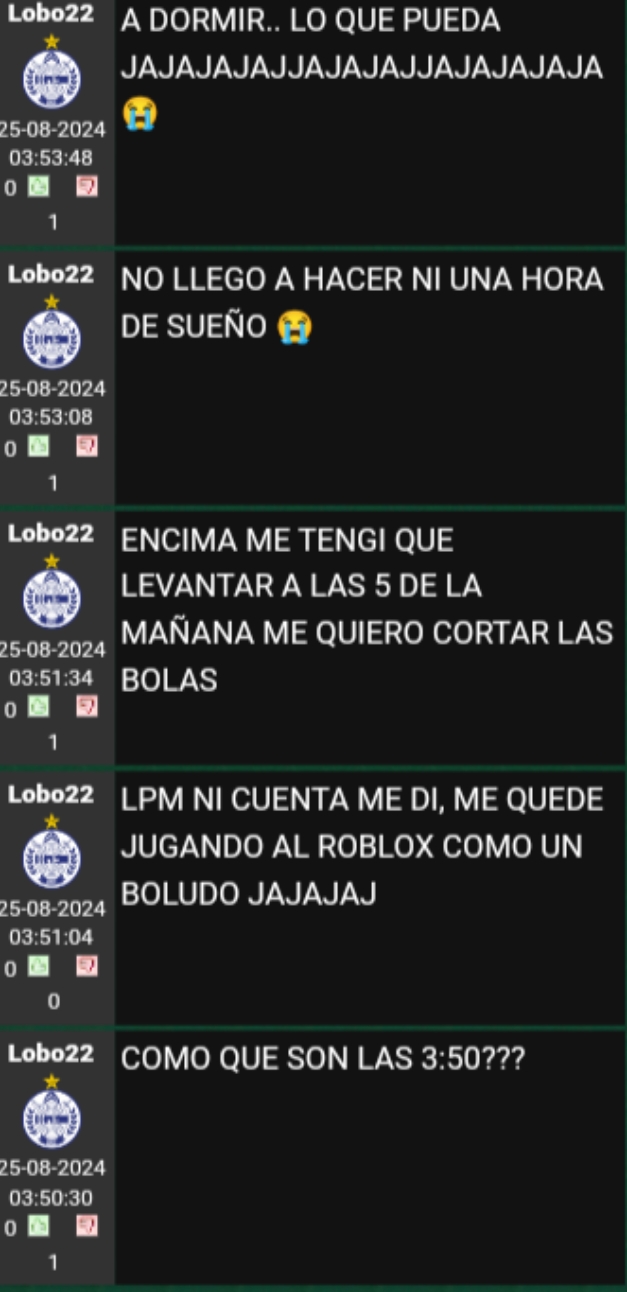 Lobo22
25-08-2024
03:53:48
0
1
A DORMIR.. LO QUE PUEDA
JAJAJAJAJJAJAJAJJAJAJAJAJA
😭
Lobo22
25-08-2024
03:53:08
0
1
NO LLEGO A HACER NI UNA HORA
DE SUEÑO 😭
Lobo22
25-08-2024
03:51:34
0
1
ENCIMA ME TENGI QUE
LEVANTAR A LAS 5 DE LA
MAÑANA ME QUIERO CORTAR LAS
BOLAS
Lobo22
25-08-2024
03:51:04
0
0
LPM NI CUENTA ME DI, ME QUEDE
JUGANDO AL ROBLOX COMO UN
BOLUDO JAJAJAJ
Lobo22
25-08-2024
03:50:30
0
1
COMO QUE SON LAS 3:50???